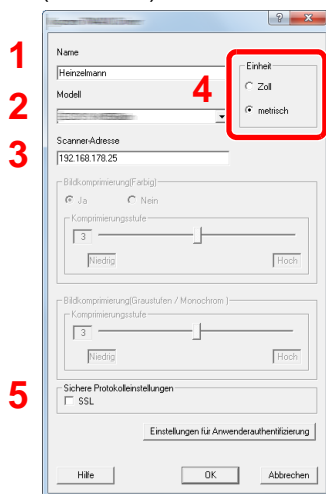 1
Name
Heinzelmann
2
Modell
3
Scanner-Adresse
192.168.178.25
4
Einheit
Zoll
metrisch
Bildkomprimierung(Farbig)
Ja Nein
Komprimierungsstufe
3
Niedrig Hoch
Bildkomprimierung(Graustufen / Monochrom )
Komprimierungsstufe
3
Niedrig Hoch
5
Sichere Protokolleinstellungen
SSL
Einstellungen für Anwenderauthentifizierung
Hilfe OK Abbrechen